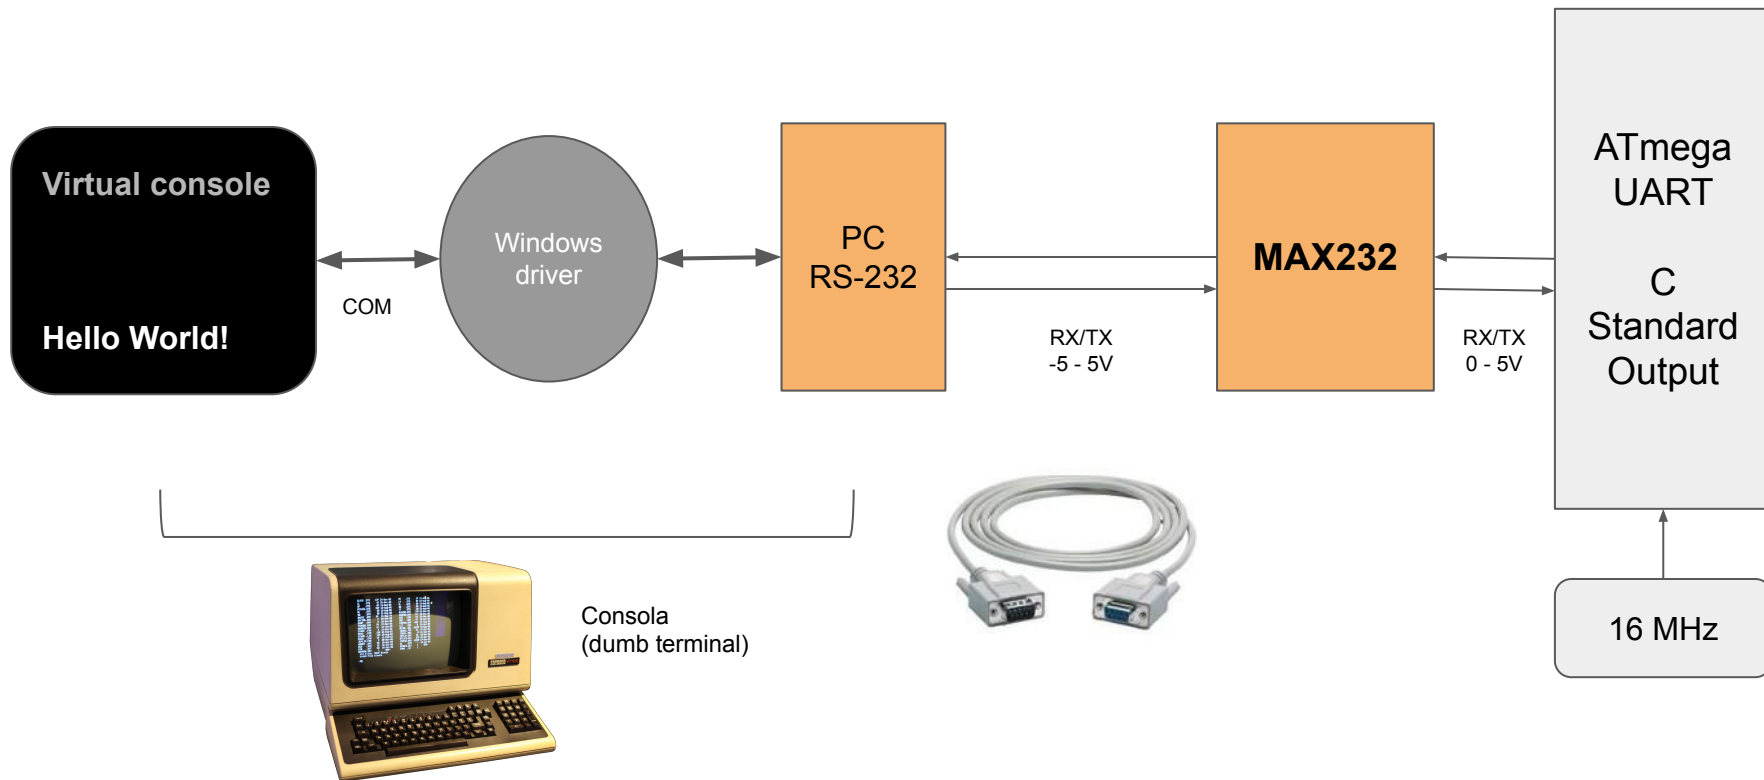 Virtual console
Hello World!
COM
Windows
driver
PC
RS-232
RX/TX
-5 - 5V
MAX232
RX/TX
0 - 5V
ATmega
UART
C
Standard
Output
16 MHz
Consola
(dumb terminal)